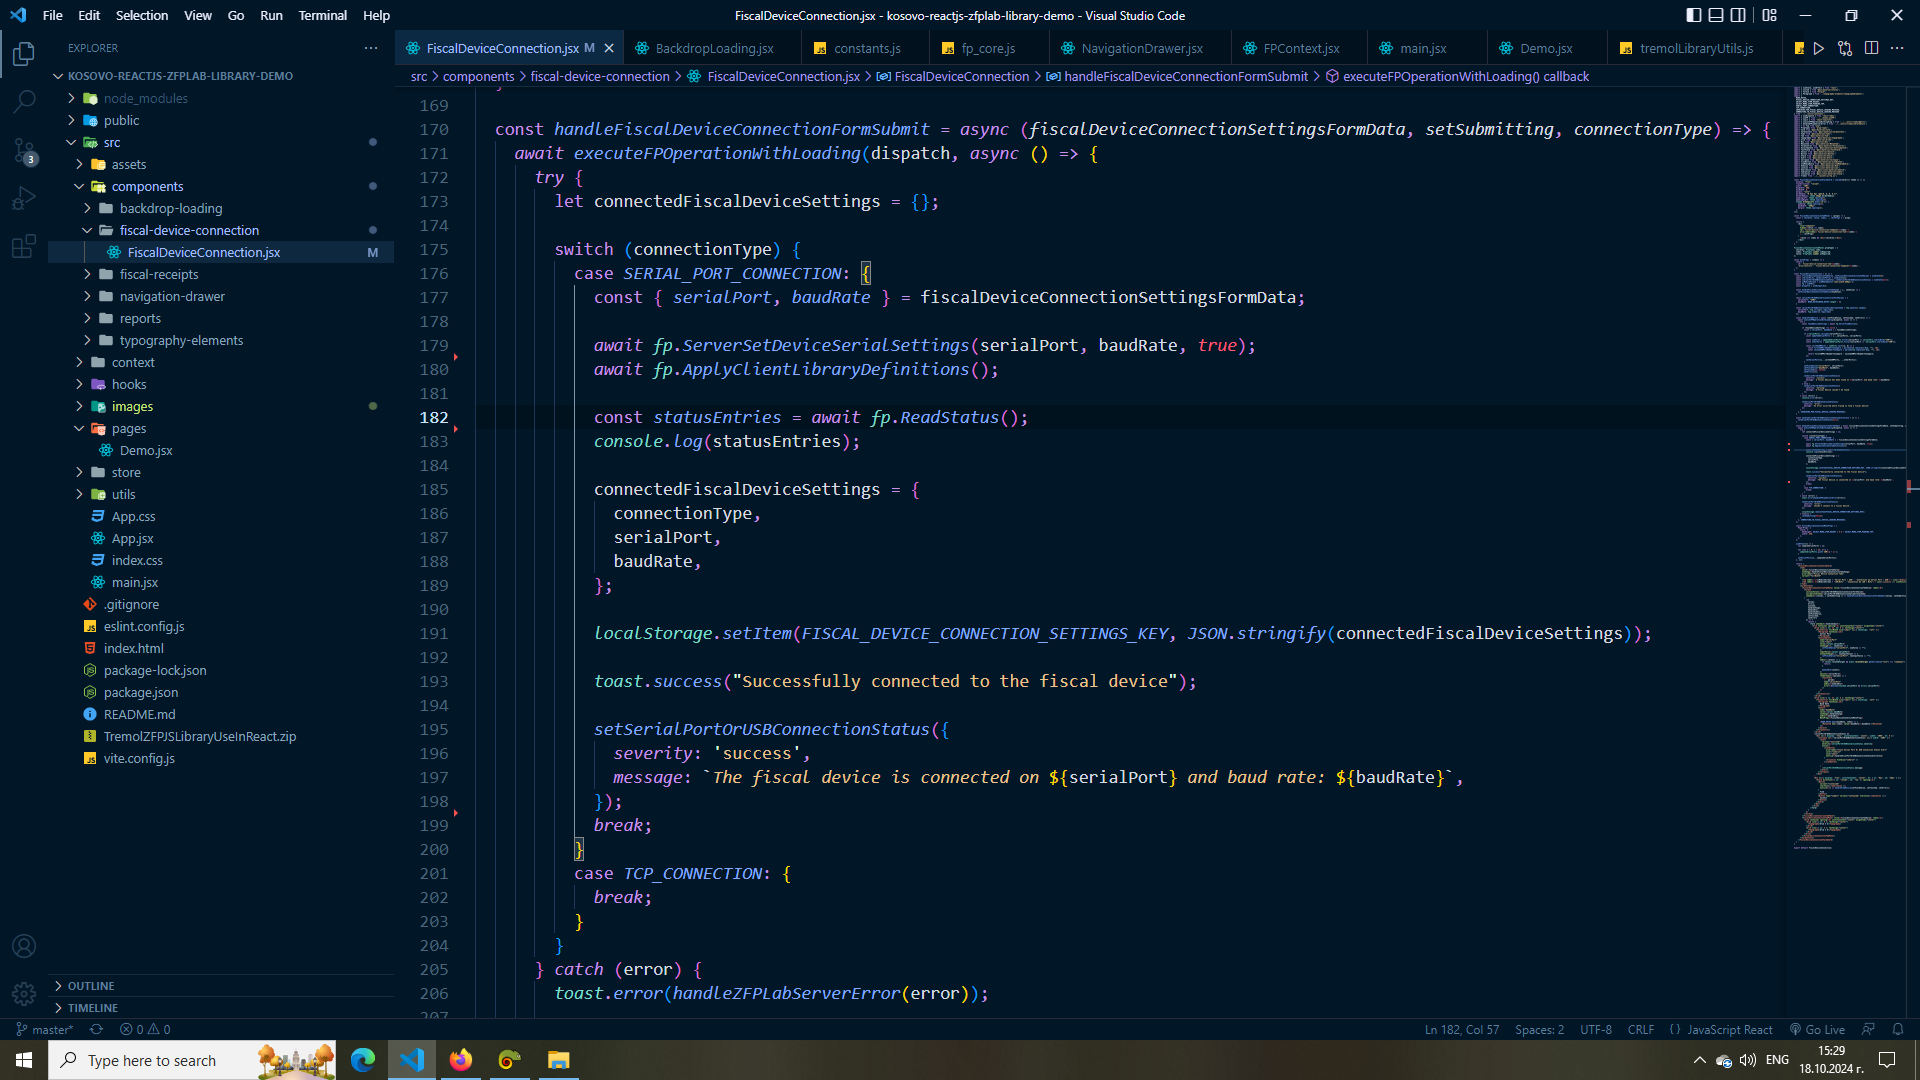 File Edit Selection View Go Run Terminal Help
FiscalDeviceConnection.jsx - kosovo-reactjs-zfplab-library-demo - Visual Studio Code
EXPLORER
FiscalDeviceConnection.jsx M
BackdropLoading.jsx
constants.js
fp_core.js
NavigationDrawer.jsx
FPContext.jsx
main.jsx
Demo.jsx
tremolLibraryUtils.js
src > components > fiscal-device-connection > FiscalDeviceConnection.jsx > FiscalDeviceConnection > handleFiscalDeviceConnectionFormSubmit > executeFPOperationWithLoading() callback
KOSOVO-REACTJS-ZFPLAB-LIBRARY-DEMO
node_modules
public
src
assets
components
backdrop-loading
fiscal-device-connection
FiscalDeviceConnection.jsx M
fiscal-receipts
navigation-drawer
reports
typography-elements
context
hooks
images
pages
Demo.jsx
store
utils
App.css
App.jsx
index.css
main.jsx
.gitignore
eslint.config.js
index.html
package-lock.json
package.json
README.md
TremolZFPJSLibraryUseInReact.zip
vite.config.js
OUTLINE
TIMELINE
3
169
170 const handleFiscalDeviceConnectionFormSubmit = async (fiscalDeviceConnectionSettingsFormData, setSubmitting, connectionType) => {
171 await executeFPOperationWithLoading(dispatch, async () => {
172 try {
173 let connectedFiscalDeviceSettings = {};
174
175 switch (connectionType) {
176 case SERIAL_PORT_CONNECTION: {
177 const { serialPort, baudRate } = fiscalDeviceConnectionSettingsFormData;
178
179 await fp.ServerSetDeviceSerialSettings(serialPort, baudRate, true);
180 await fp.ApplyClientLibraryDefinitions();
181
182 const statusEntries = await fp.ReadStatus();
183 console.log(statusEntries);
184
185 connectedFiscalDeviceSettings = {
186 connectionType,
187 serialPort,
188 baudRate,
189 };
190
191 localStorage.setItem(FISCAL_DEVICE_CONNECTION_SETTINGS_KEY, JSON.stringify(connectedFiscalDeviceSettings));
192
193 toast.success("Successfully connected to the fiscal device");
194
195 setSerialPortOrUSBConnectionStatus({
196 severity: 'success',
197 message: `The fiscal device is connected on ${serialPort} and baud rate: ${baudRate}`,
198 });
199 break;
200 }
201 case TCP_CONNECTION: {
202 break;
203 }
204 }
205 } catch (error) {
206 toast.error(handleZFPLabServerError(error));
207
master* 0 0
Ln 182, Col 57 Spaces: 2 UTF-8 CRLF { } JavaScript React Go Live
Type here to search
ENG
15:29
18.10.2024 г.